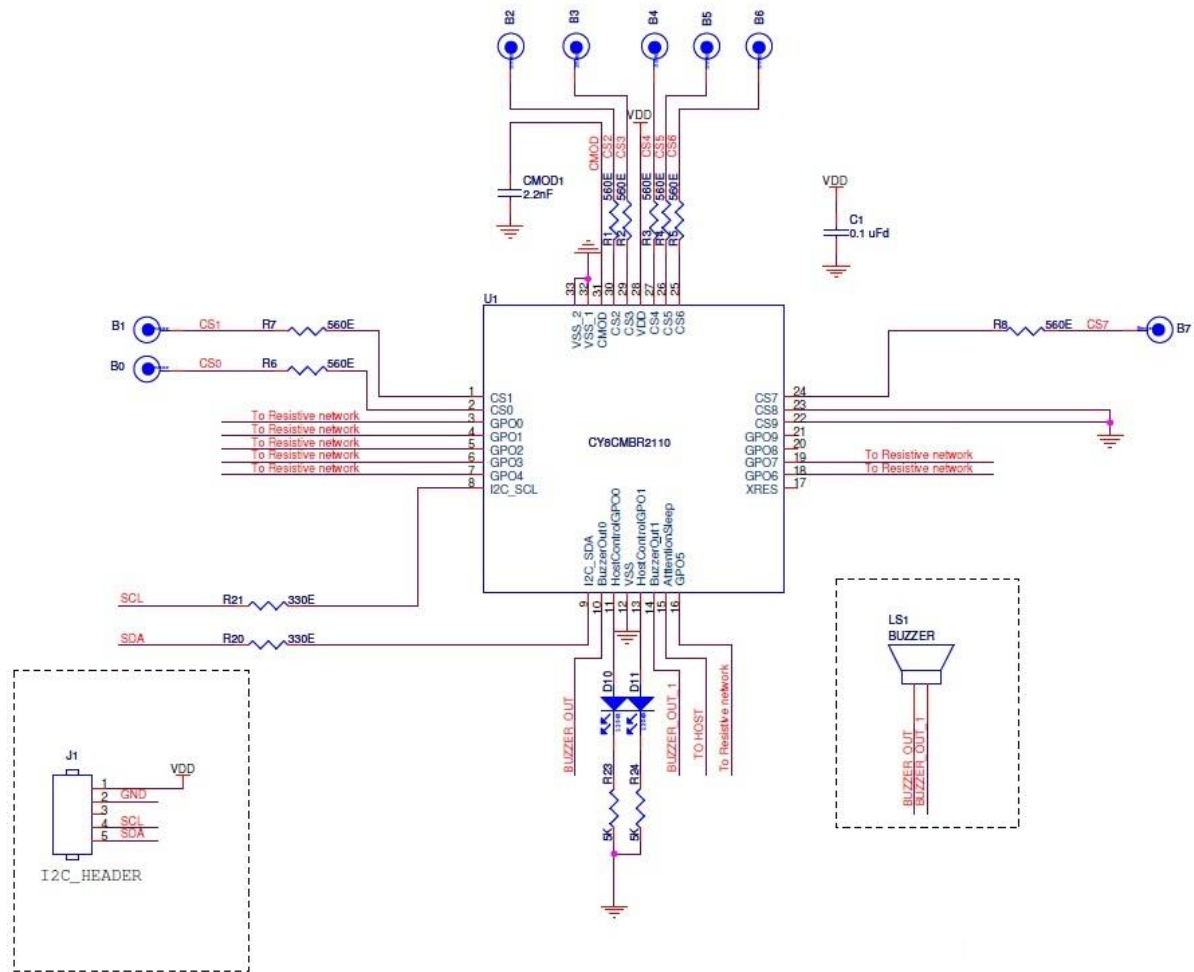 B2
B3
B4
B5
B6
VDD
CMOD
CS2
CS3
CS4
CS5
CS6
CMOD1
2.2nF
560E
560E
560E
560E
560E
R1
R2
R3
R4
R5
VDD
C1
0.1 uFd
U1
33
32
31
30
29
28
27
26
25
VSS_2
VSS_1
CMOD
CS2
CS3
VDD
CS4
CS5
CS6
B1
CS1
R7
560E
B0
CS0
R6
560E
R8
560E
CS7
B7
1
CS1
2
CS0
To Resistive network
3
GPO0
To Resistive network
4
GPO1
To Resistive network
5
GPO2
To Resistive network
6
GPO3
To Resistive network
7
GPO4
8
I2C_SCL
CY8CMBR2110
CS7
24
CS8
23
CS9
22
GPO9
21
GPO8
20
GPO7
19
To Resistive network
GPO6
18
To Resistive network
XRES
17
I2C_SDA
BuzzerOut0
HostControlGPO0
VSS
HostControlGPO1
BuzzerOut1
AttentionSleep
GPO5
9
10
11
12
13
14
15
16
SCL
R21
330E
SDA
R20
330E
D10
D11
BUZZER_OUT
R23
5K
R24
5K
BUZZER_OUT_1
TO HOST
To Resistive network
LS1
BUZZER
BUZZER_OUT
BUZZER_OUT_1
J1
VDD
1
2
GND
3
4
SCL
5
SDA
I2C_HEADER